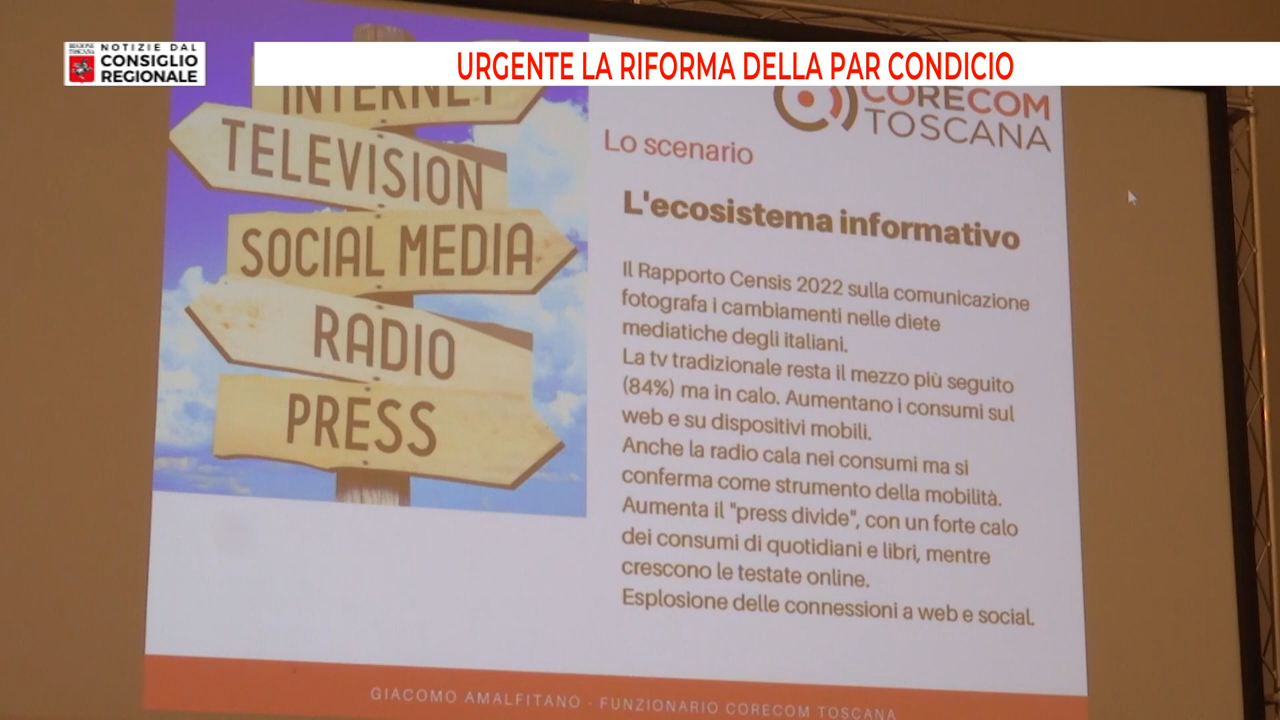 REGIONE
TOSCANA
NOTIZIE DAL
CONSIGLIO
REGIONALE
URGENTE LA RIFORMA DELLA PAR CONDICIO
INTERNET
TELEVISION
SOCIAL MEDIA
RADIO
PRESS
CORECOM
TOSCANA
Lo scenario
L'ecosistema informativo
Il Rapporto Censis 2022 sulla comunicazione
fotografa i cambiamenti nelle diete
mediatiche degli italiani.
La tv tradizionale resta il mezzo più seguito
(84%) ma in calo. Aumentano i consumi sul
web e su dispositivi mobili.
Anche la radio cala nei consumi ma si
conferma come strumento della mobilità.
Aumenta il "press divide", con un forte calo
dei consumi di quotidiani e libri, mentre
crescono le testate online.
Esplosione delle connessioni a web e social.
GIACOMO AMALFITANO - FUNZIONARIO CORECOM TOSCANA